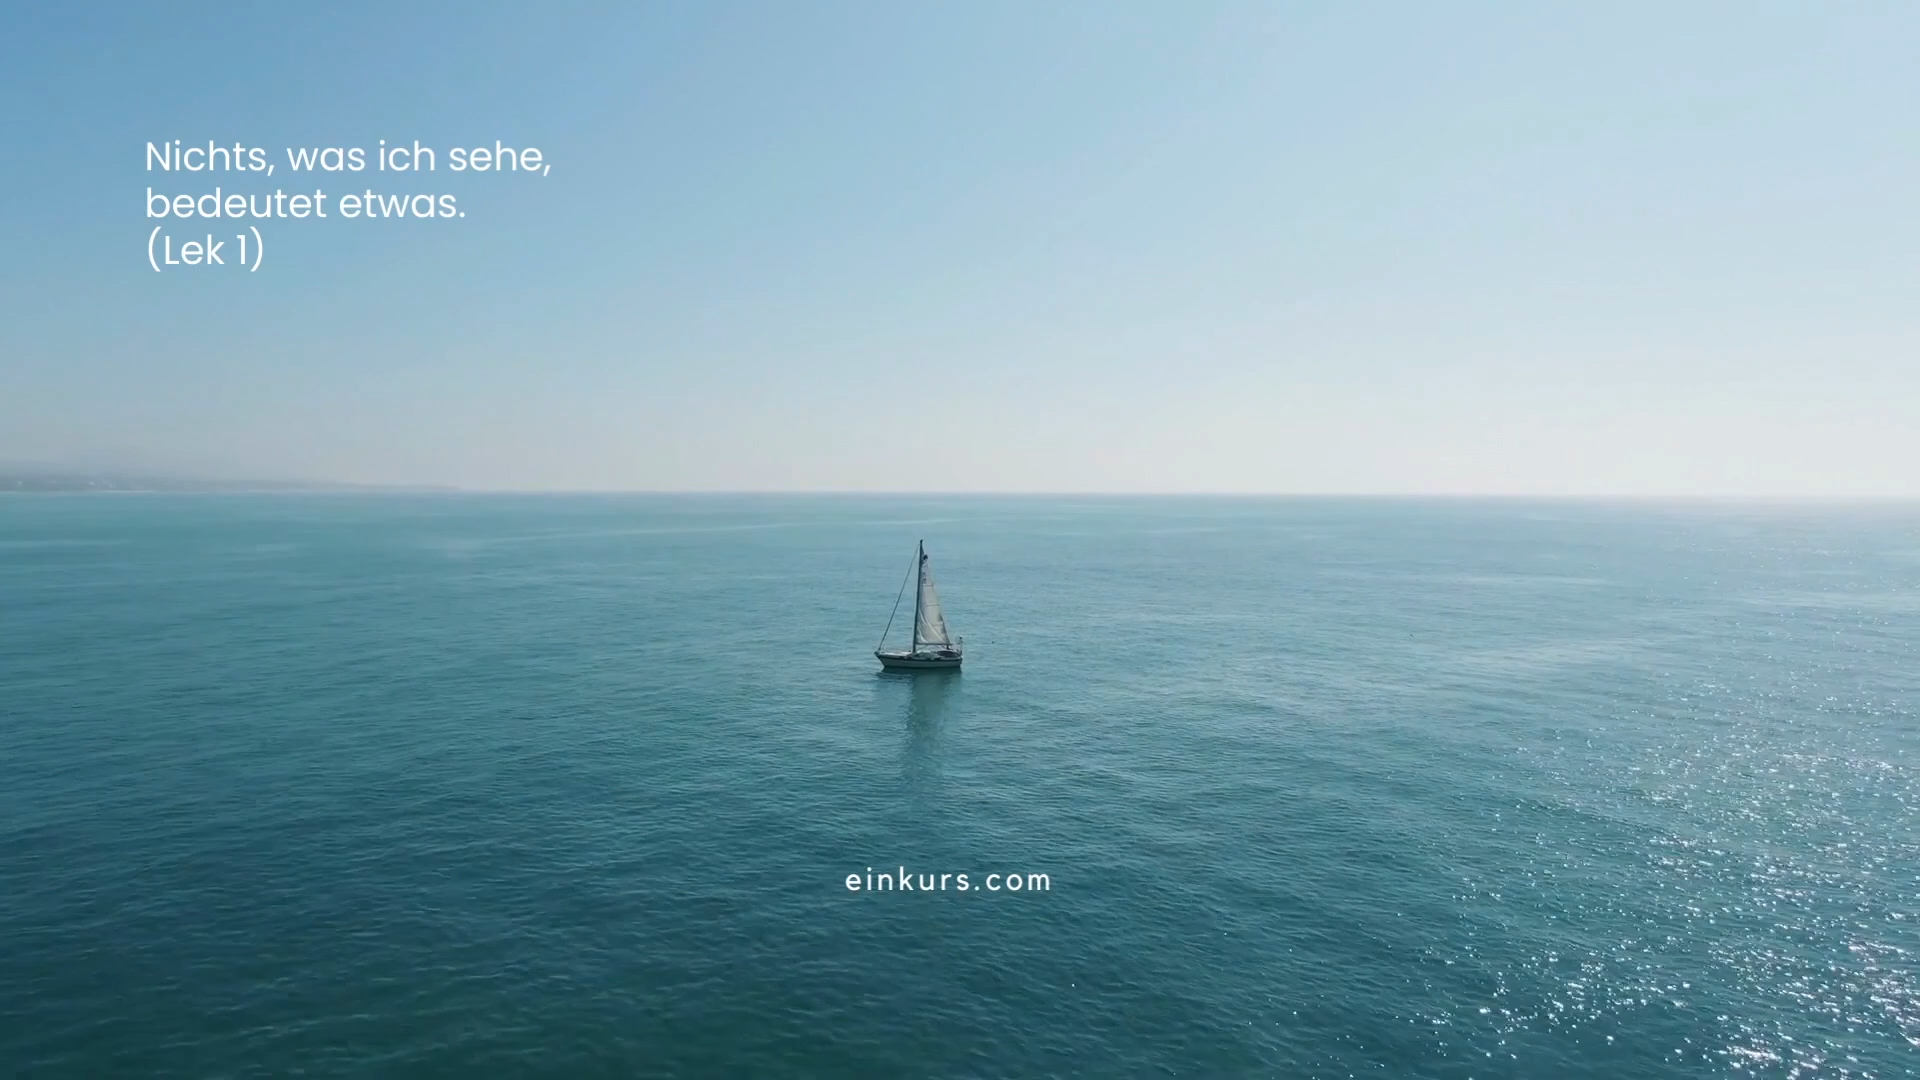 Nichts, was ich sehe,
bedeutet etwas.
(Lek 1)
einkurs.com